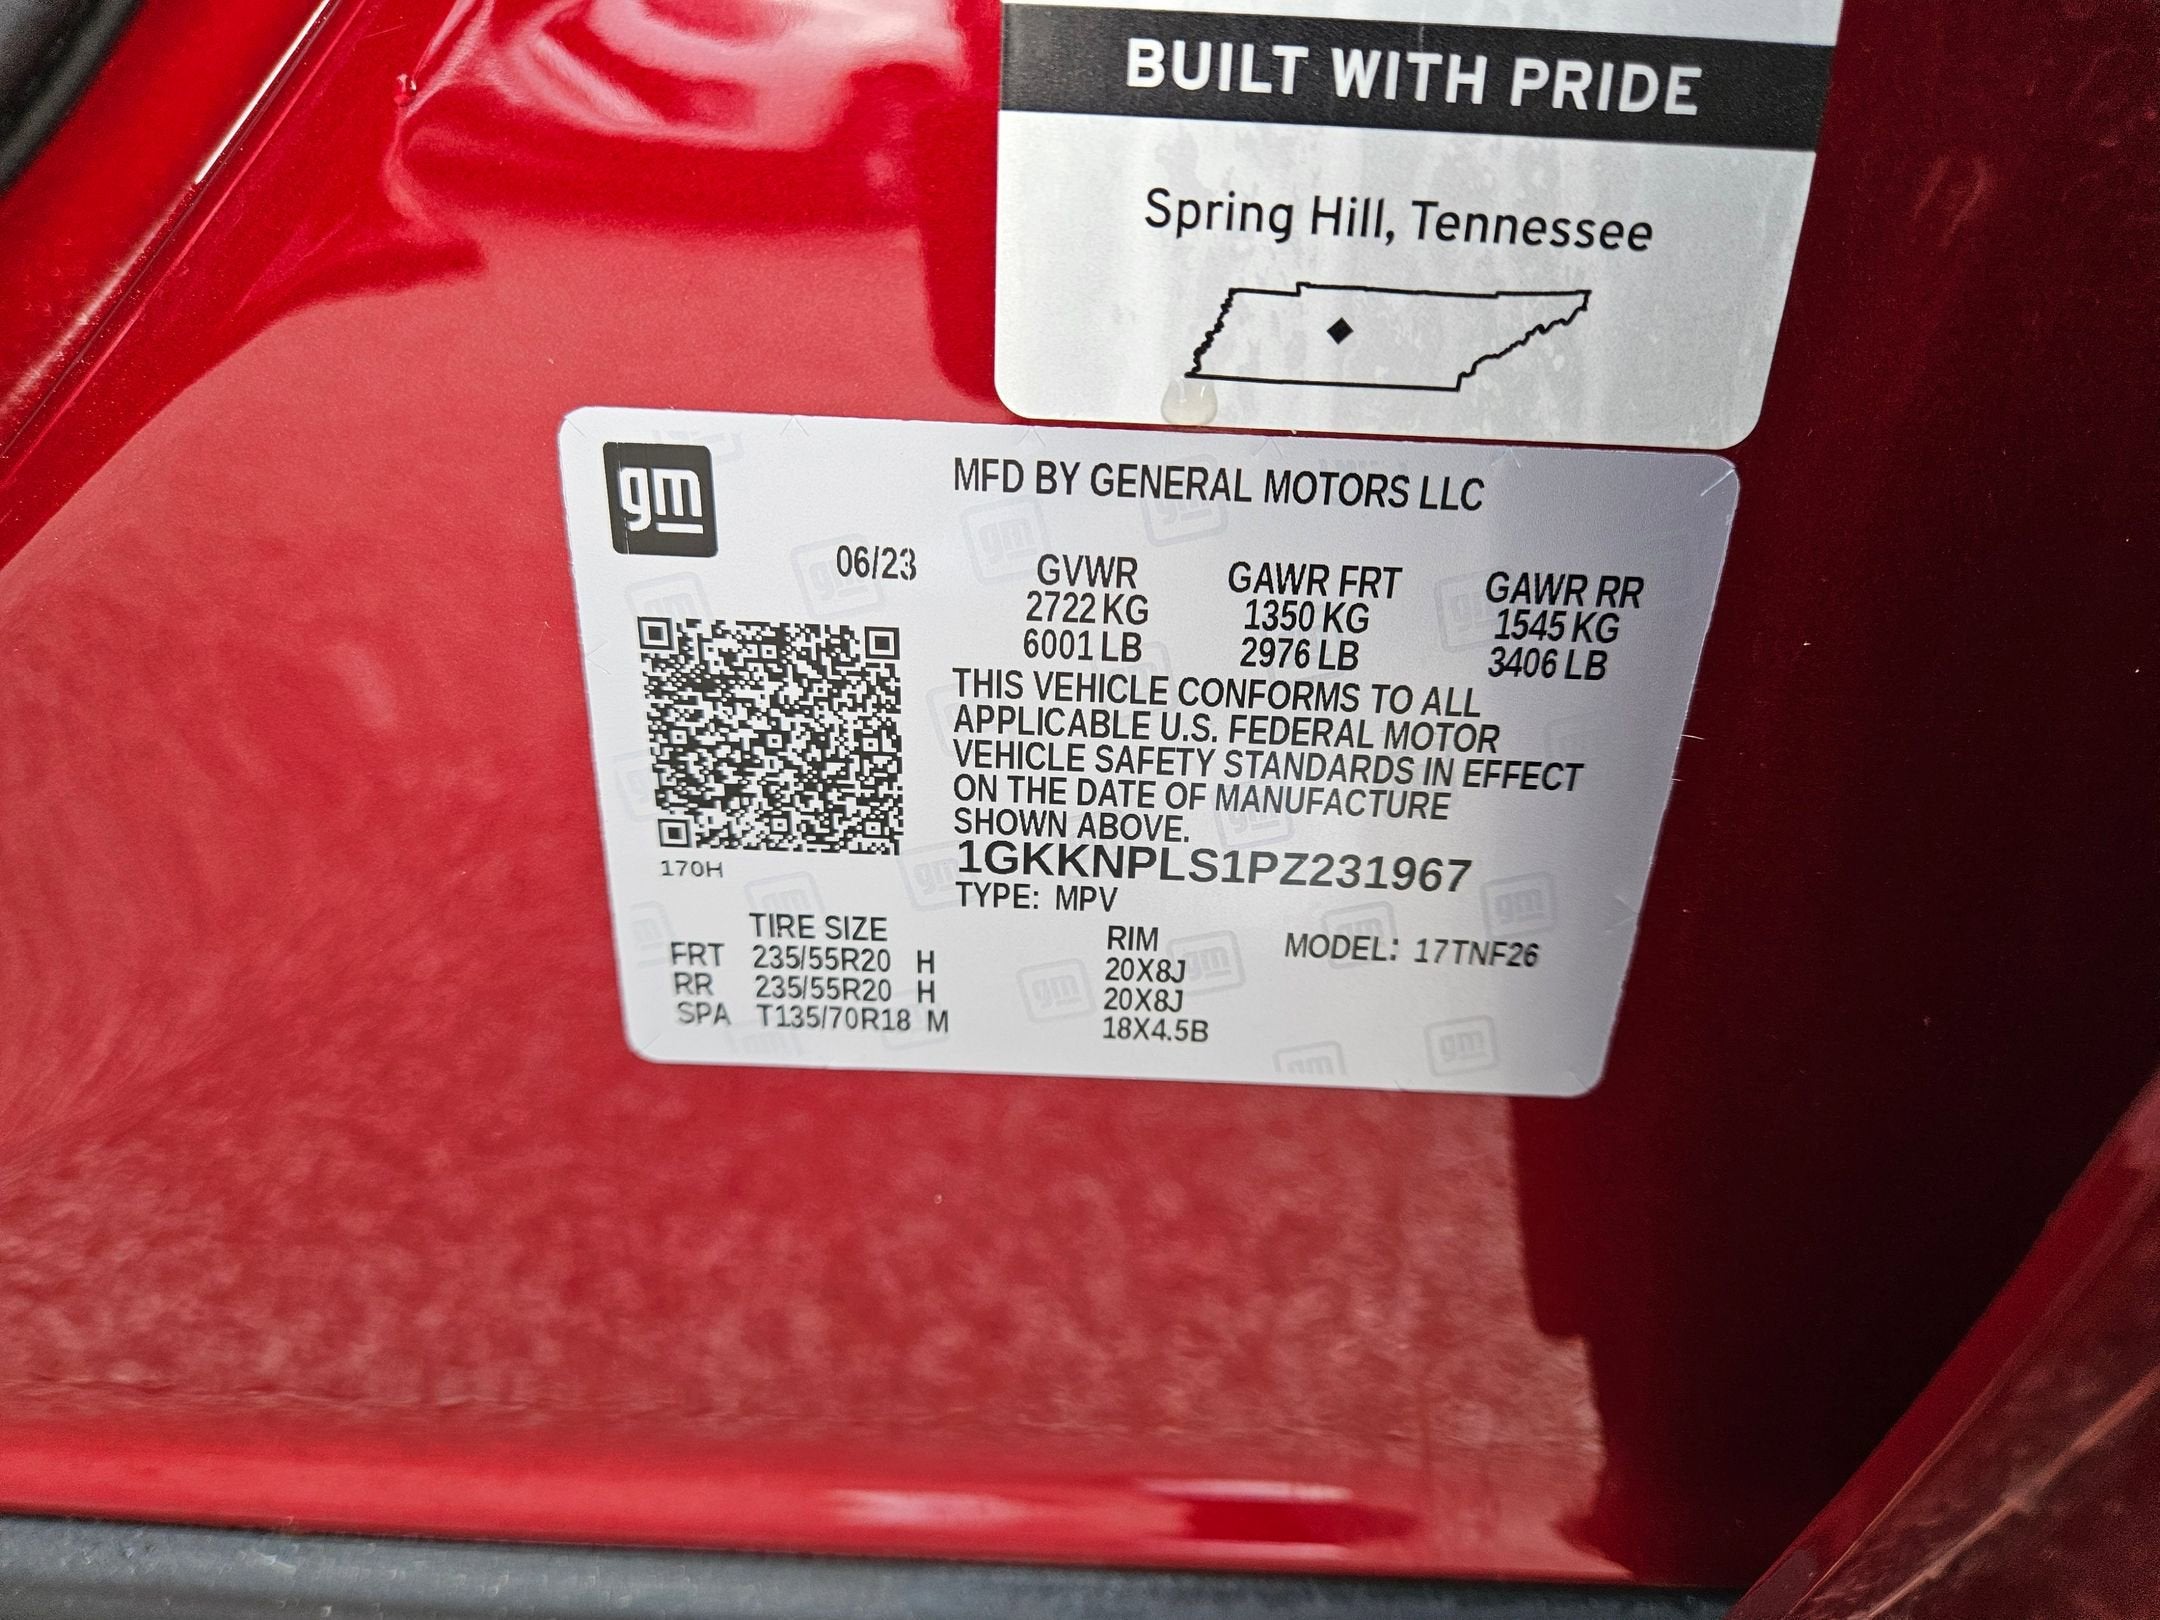 BUILT WITH PRIDE
Spring Hill, Tennessee
gm
MFD BY GENERAL MOTORS LLC
06/23 GVWR GAWR FRT GAWR RR
2722 KG 1350 KG 1545 KG
6001 LB 2976 LB 3406 LB
THIS VEHICLE CONFORMS TO ALL
APPLICABLE U.S. FEDERAL MOTOR
VEHICLE SAFETY STANDARDS IN EFFECT
ON THE DATE OF MANUFACTURE
SHOWN ABOVE.
170H
1GKKNPLS1PZ231967
TYPE: MPV
TIRE SIZE RIM MODEL: 17TNF26
FRT 235/55R20 H 20X8J
RR 235/55R20 H 20X8J
SPA T135/70R18 M 18X4.5B